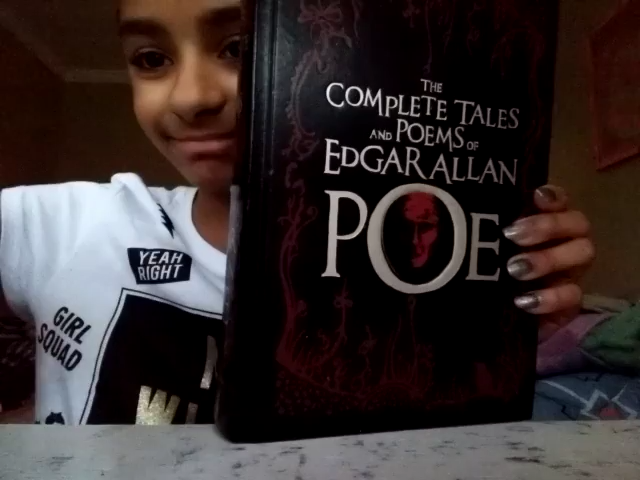 THE
COMPLETE TALES
AND POEMS OF
EDGAR ALLAN
POE
YEAH
RIGHT
GIRL
SQUAD